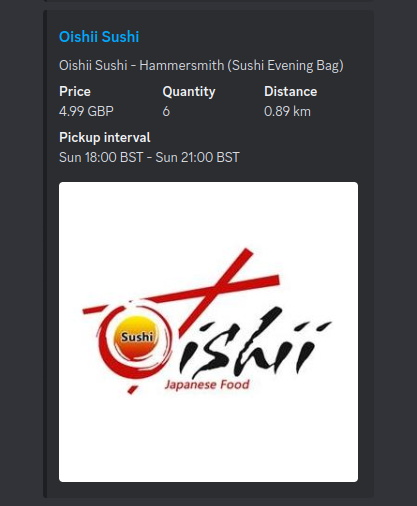 Oishii Sushi
Oishii Sushi - Hammersmith (Sushi Evening Bag)
Price Quantity Distance
4.99 GBP 6 0.89 km
Pickup interval
Sun 18:00 BST - Sun 21:00 BST
Sushi
Oishii
Japanese Food